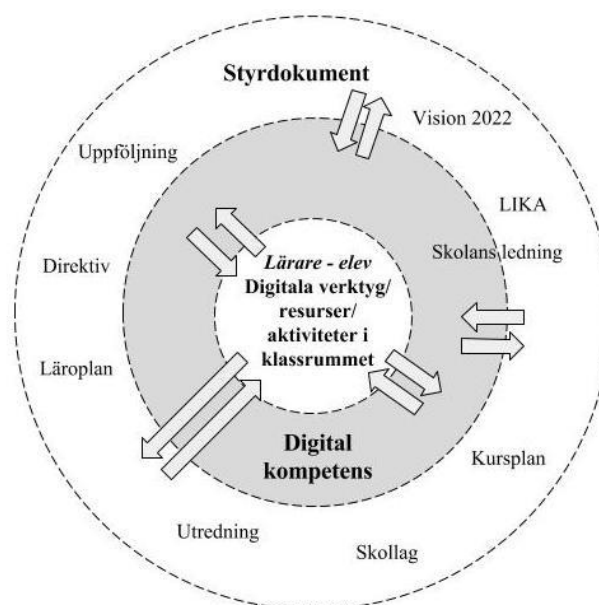 Styrdokument
Vision 2022
Uppföljning
LIKA
Skolans ledning
Direktiv
Lärare - elev
Digitala verktyg/
resurser/
aktiviteter i
klassrummet
Läroplan
Digital
kompetens
Kursplan
Utredning
Skollag